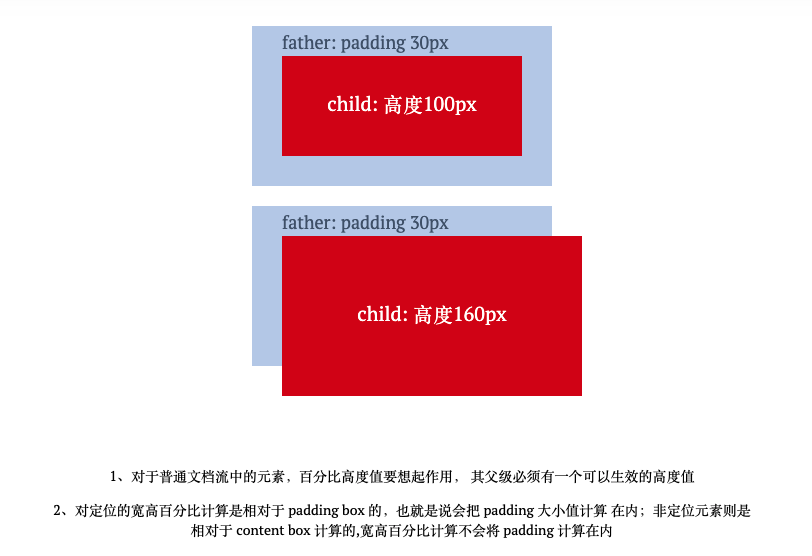 father: padding 30px
child: 高度100px
father: padding 30px
child: 高度160px
1、对于普通文档流中的元素，百分比高度值要想起作用， 其父级必须有一个可以生效的高度值
2、对定位的宽高百分比计算是相对于 padding box 的，也就是说会把 padding 大小值计算 在内；非定位元素则是
相对于 content box 计算的,宽高百分比计算不会将 padding 计算在内